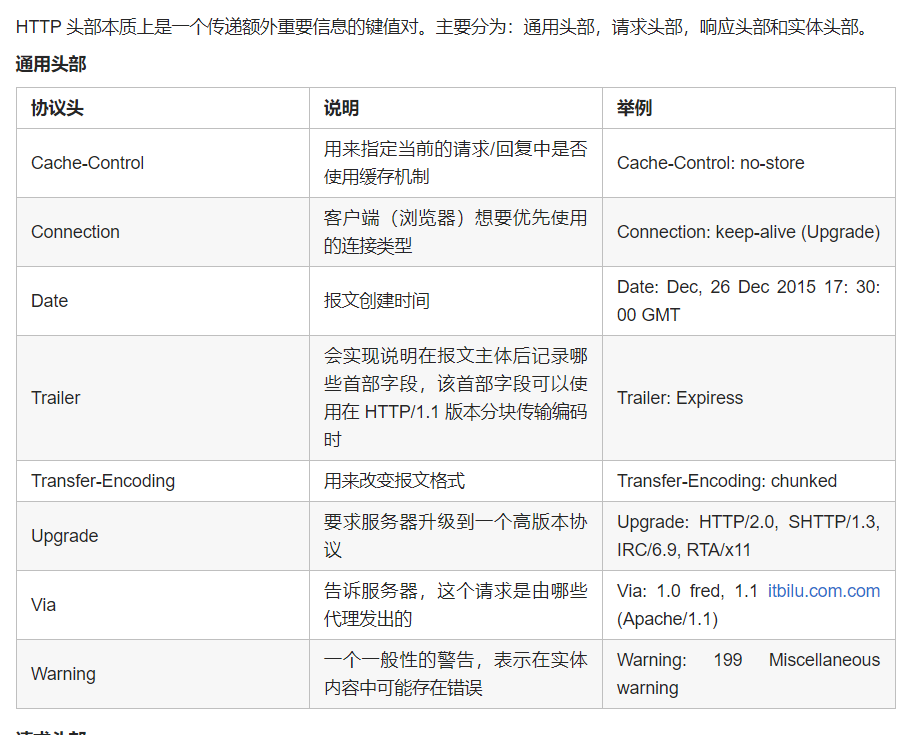 HTTP 头部本质上是一个传递额外重要信息的键值对。主要分为：通用头部，请求头部，响应头部和实体头部。
通用头部
协议头 说明 举例
Cache-Control
用来指定当前的请求/回复中是否
使用缓存机制
Cache-Control: no-store
Connection
客户端（浏览器）想要优先使用
的连接类型
Connection: keep-alive (Upgrade)
Date
报文创建时间
Date: Dec, 26 Dec 2015 17: 30:
00 GMT
Trailer
会实现说明在报文主体后记录哪
些首部字段，该首部字段可以使
用在 HTTP/1.1 版本分块传输编码
时
Trailer: Expiress
Transfer-Encoding
用来改变报文格式
Transfer-Encoding: chunked
Upgrade
要求服务器升级到一个高版本协
议
Upgrade: HTTP/2.0, SHTTP/1.3,
IRC/6.9, RTA/x11
Via
告诉服务器，这个请求是由哪些
代理发出的
Via: 1.0 fred, 1.1 itbilu.com.com
(Apache/1.1)
Warning
一个一般性的警告，表示在实体
内容中可能存在错误
Warning: 199 Miscellaneous
warning
请求头部